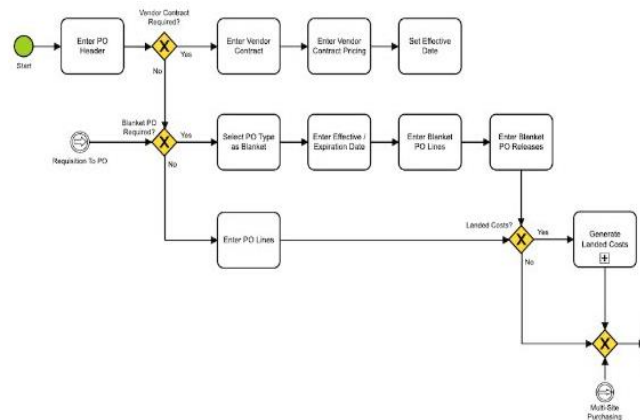 Vendor Contract
Required?
Enter PO
Header
Yes
Enter Vendor
Contract
Enter Vendor
Contract Pricing
Set Effective
Date
Start
No
Blanket PO
Required?
Yes
Select PO Type
as Blanket
Enter Effective /
Expiration Date
Enter Blanket
PO Lines
Enter Blanket
PO Releases
Requisition To PO
No
Enter PO Lines
Landed Costs?
Yes
Generate
Landed Costs
No
Multi-Site
Purchasing